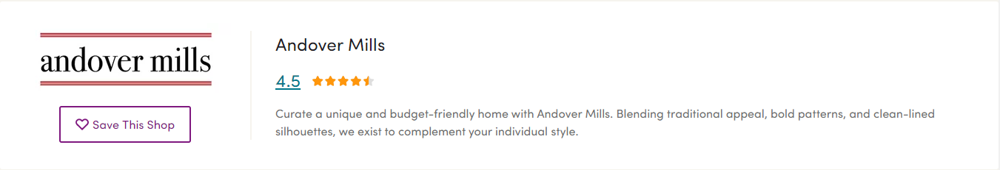 andover mills
Save This Shop
Andover Mills
4.5
Curate a unique and budget-friendly home with Andover Mills. Blending traditional appeal, bold patterns, and clean-lined
silhouettes, we exist to complement your individual style.